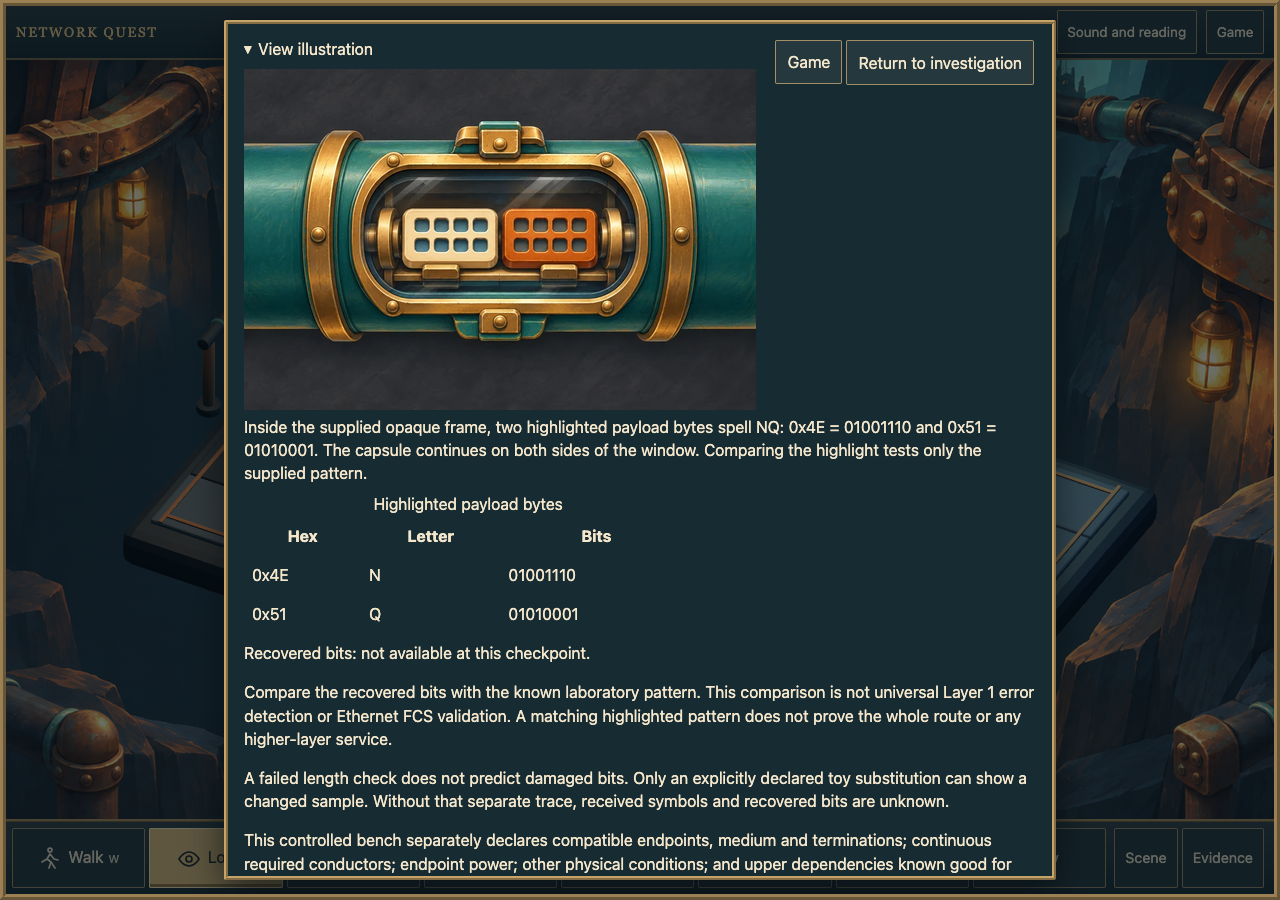 NETWORK QUEST
Sound and reading
Game
▼ View illustration
Game
Return to investigation
Inside the supplied opaque frame, two highlighted payload bytes spell NQ: 0x4E = 01001110 and 0x51 =
01010001. The capsule continues on both sides of the window. Comparing the highlight tests only the
supplied pattern.
Highlighted payload bytes
Hex Letter Bits
0x4E N 01001110
0x51 Q 01010001
Recovered bits: not available at this checkpoint.
Compare the recovered bits with the known laboratory pattern. This comparison is not universal Layer 1 error
detection or Ethernet FCS validation. A matching highlighted pattern does not prove the whole route or any
higher-layer service.
A failed length check does not predict damaged bits. Only an explicitly declared toy substitution can show a
changed sample. Without that separate trace, received symbols and recovered bits are unknown.
This controlled bench separately declares compatible endpoints, medium and terminations; continuous
required conductors; endpoint power; other physical conditions; and upper dependencies known good for
Walk W
Scene
Evidence